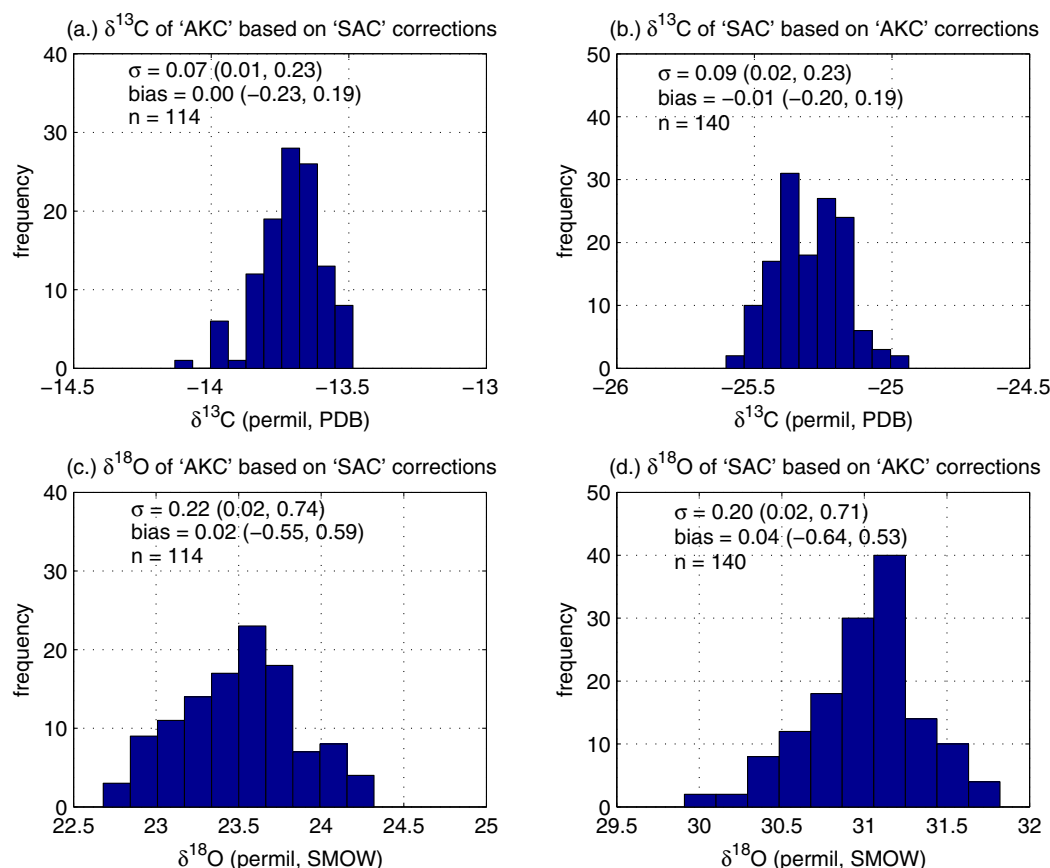 (a.) δ13C of ‘AKC’ based on ‘SAC’ corrections
σ = 0.07 (0.01, 0.23)
bias = 0.00 (−0.23, 0.19)
n = 114
40
30
20
10
0
frequency
−14.5 −14 −13.5 −13
δ13C (permil, PDB)
(b.) δ13C of ‘SAC’ based on ‘AKC’ corrections
σ = 0.09 (0.02, 0.23)
bias = −0.01 (−0.20, 0.19)
n = 140
50
40
30
20
10
0
frequency
−26 −25.5 −25 −24.5
δ13C (permil, PDB)
(c.) δ18O of ‘AKC’ based on ‘SAC’ corrections
σ = 0.22 (0.02, 0.74)
bias = 0.02 (−0.55, 0.59)
n = 114
40
30
20
10
0
frequency
22.5 23 23.5 24 24.5 25
δ18O (permil, SMOW)
(d.) δ18O of ‘SAC’ based on ‘AKC’ corrections
σ = 0.20 (0.02, 0.71)
bias = 0.04 (−0.64, 0.53)
n = 140
50
40
30
20
10
0
frequency
29.5 30 30.5 31 31.5 32
δ18O (permil, SMOW)